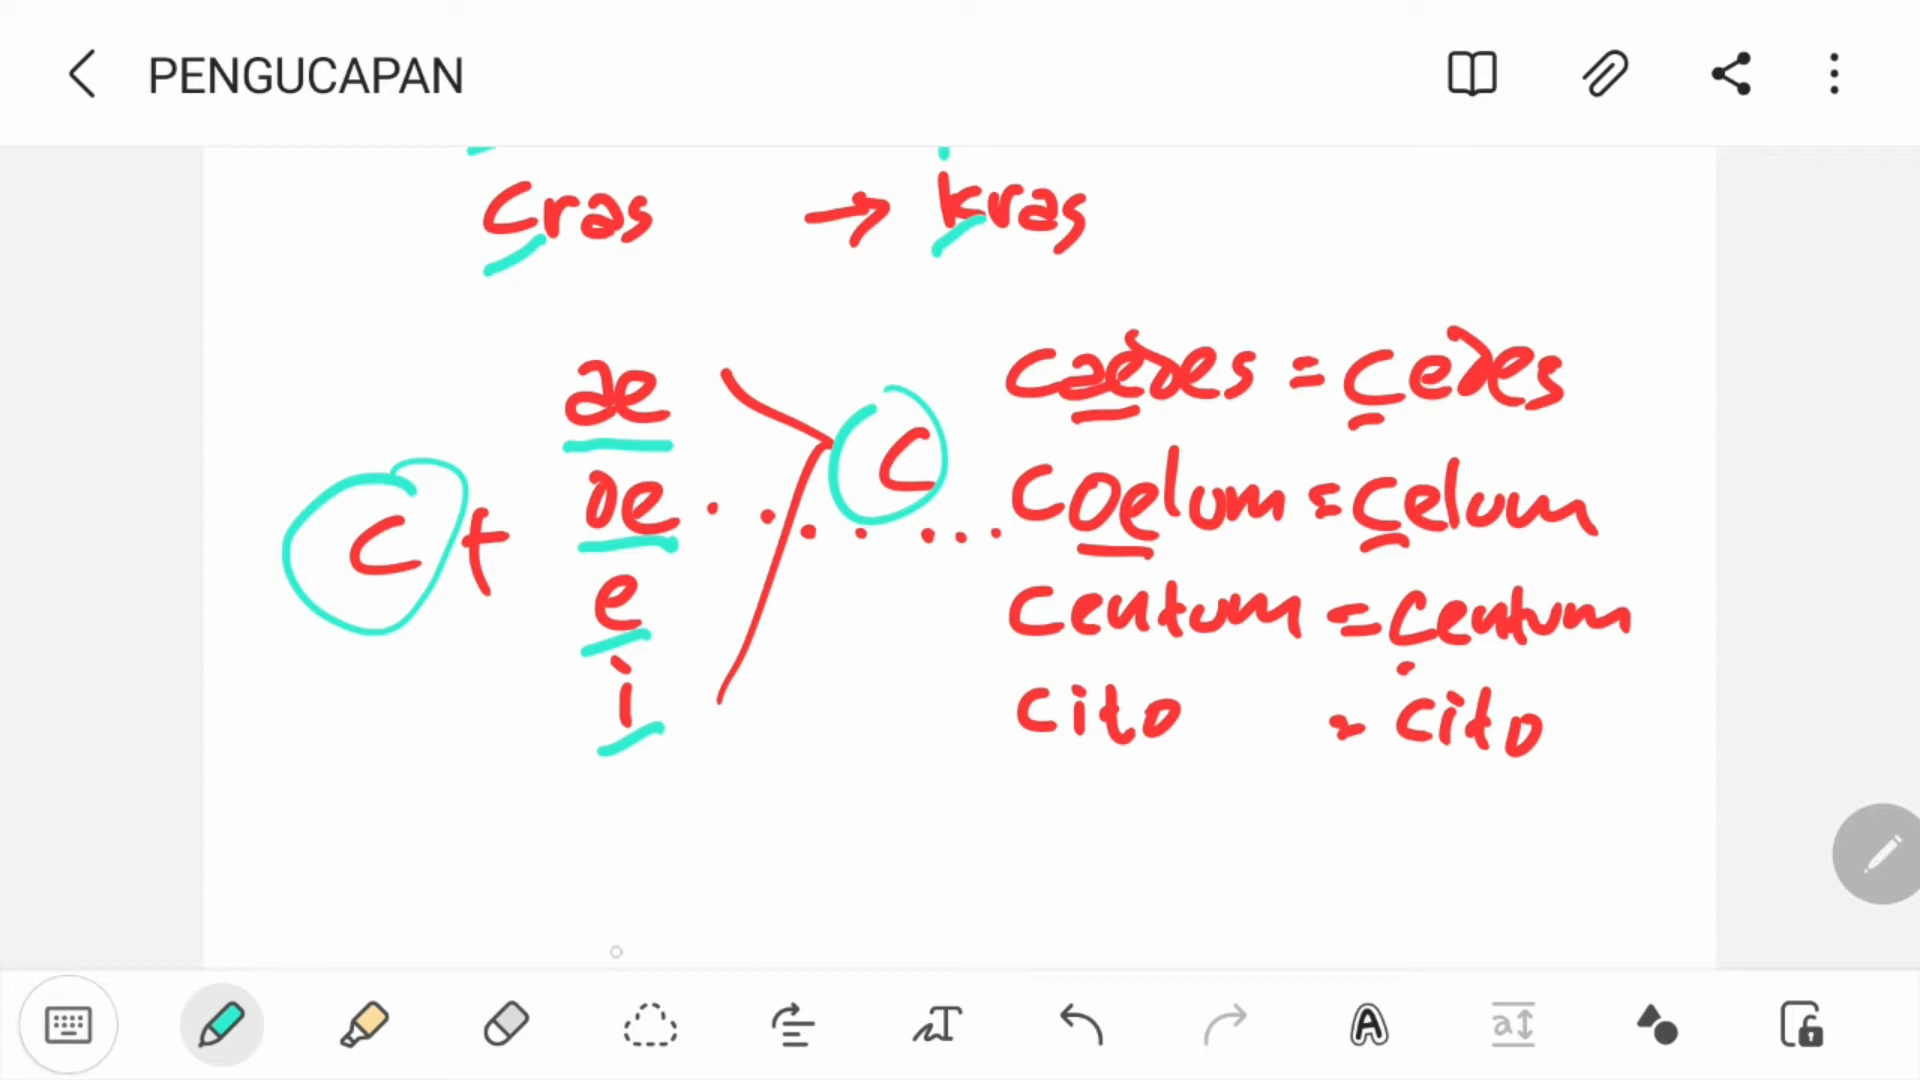 PENGUCAPAN
cras → kras
c + ae oe e i c
caedes = cedes
coelum = celum
centum = centum
cito = cito